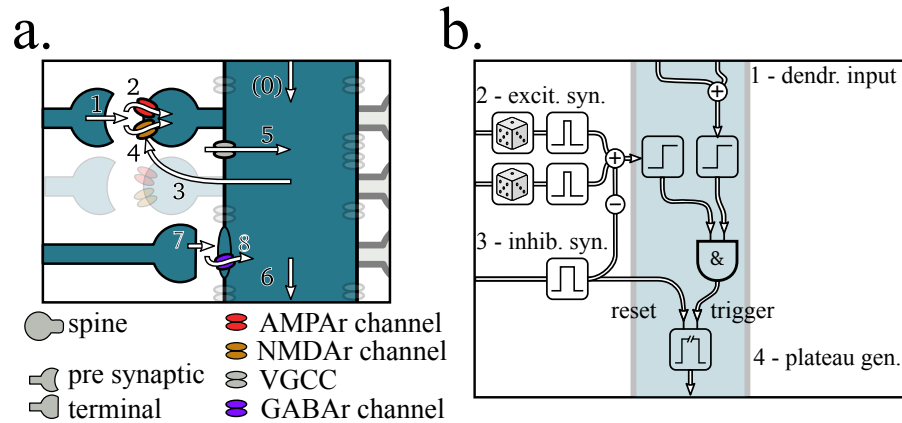 a.
(0)
1
2
4
3
5
7
8
6
spine
pre synaptic
terminal
AMPAr channel
NMDAr channel
VGCC
GABAr channel
b.
1 - dendr. input
2 - excit. syn.
+
+
−
3 - inhib. syn.
&
reset
trigger
4 - plateau gen.